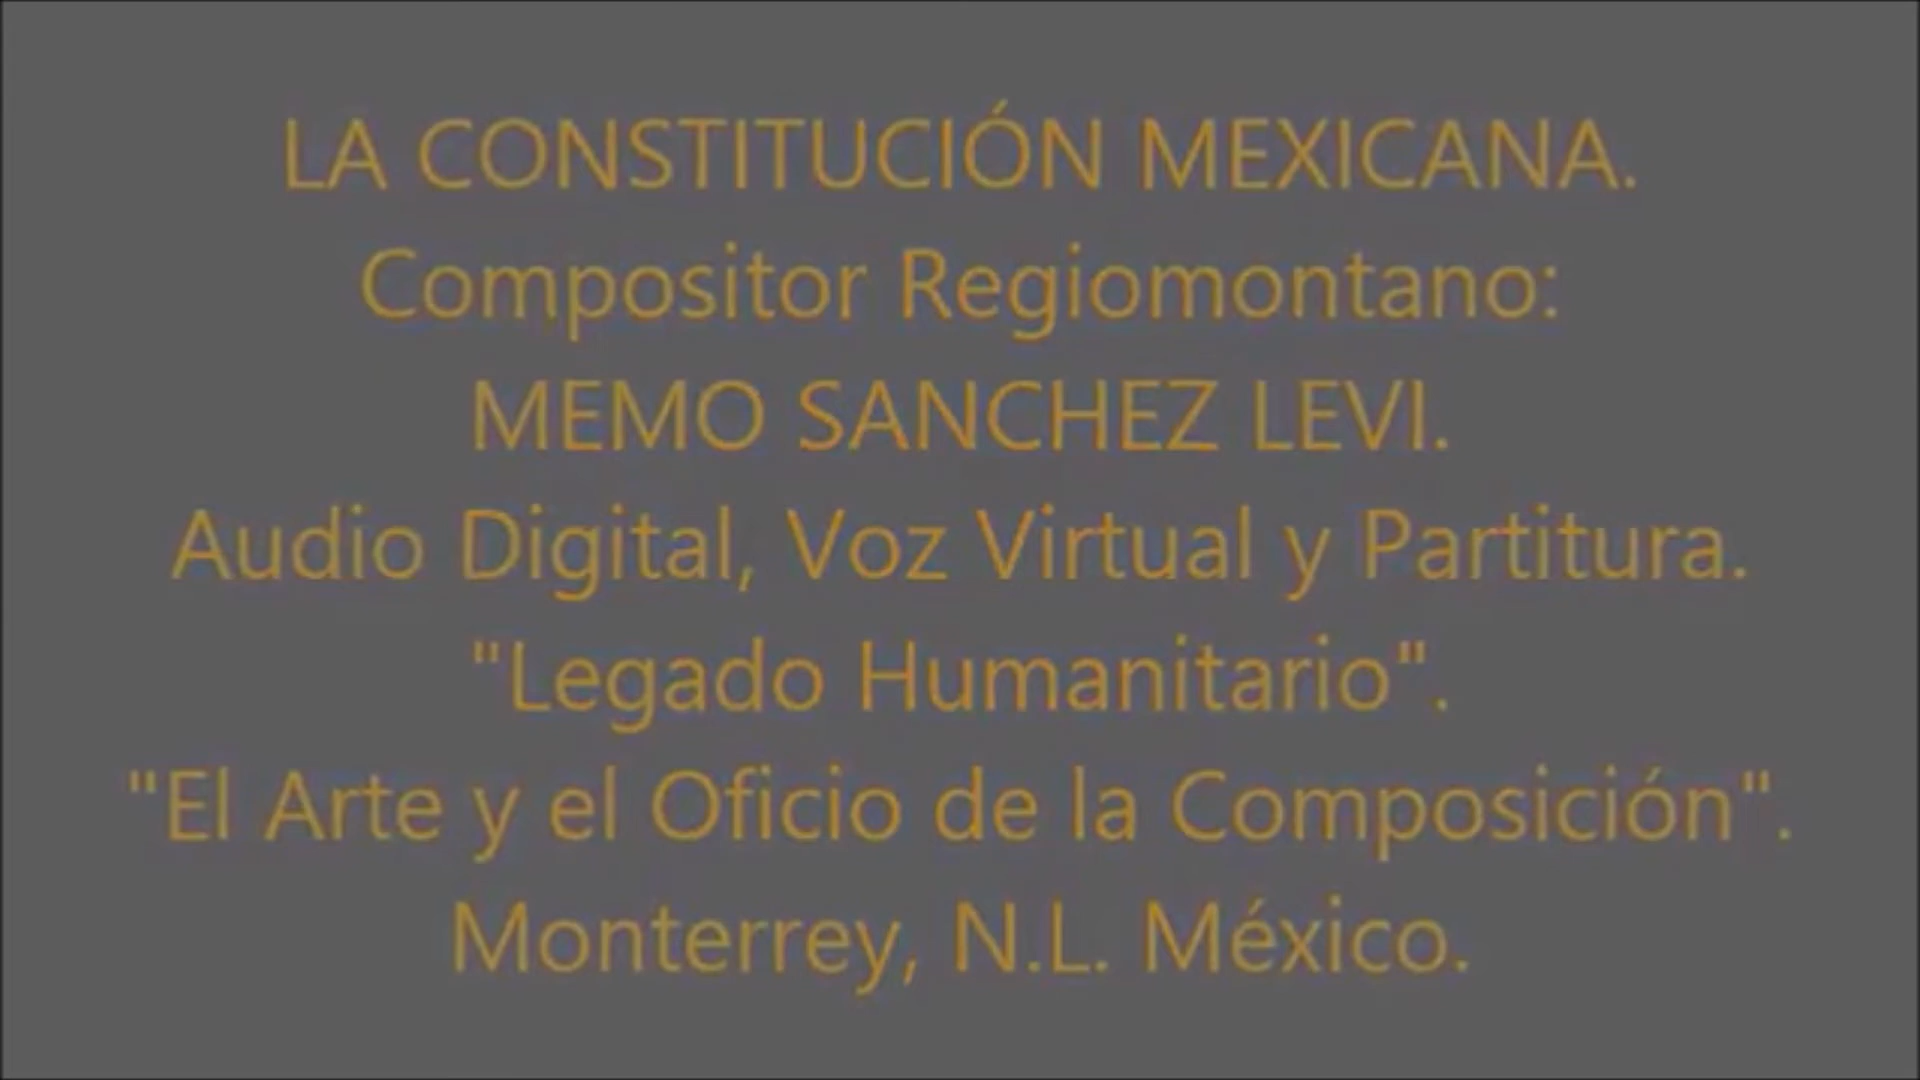 LA CONSTITUCIÓN MEXICANA.
Compositor Regiomontano:
MEMO SANCHEZ LEVI.
Audio Digital, Voz Virtual y Partitura.
"Legado Humanitario".
"El Arte y el Oficio de la Composición".
Monterrey, N.L. México.